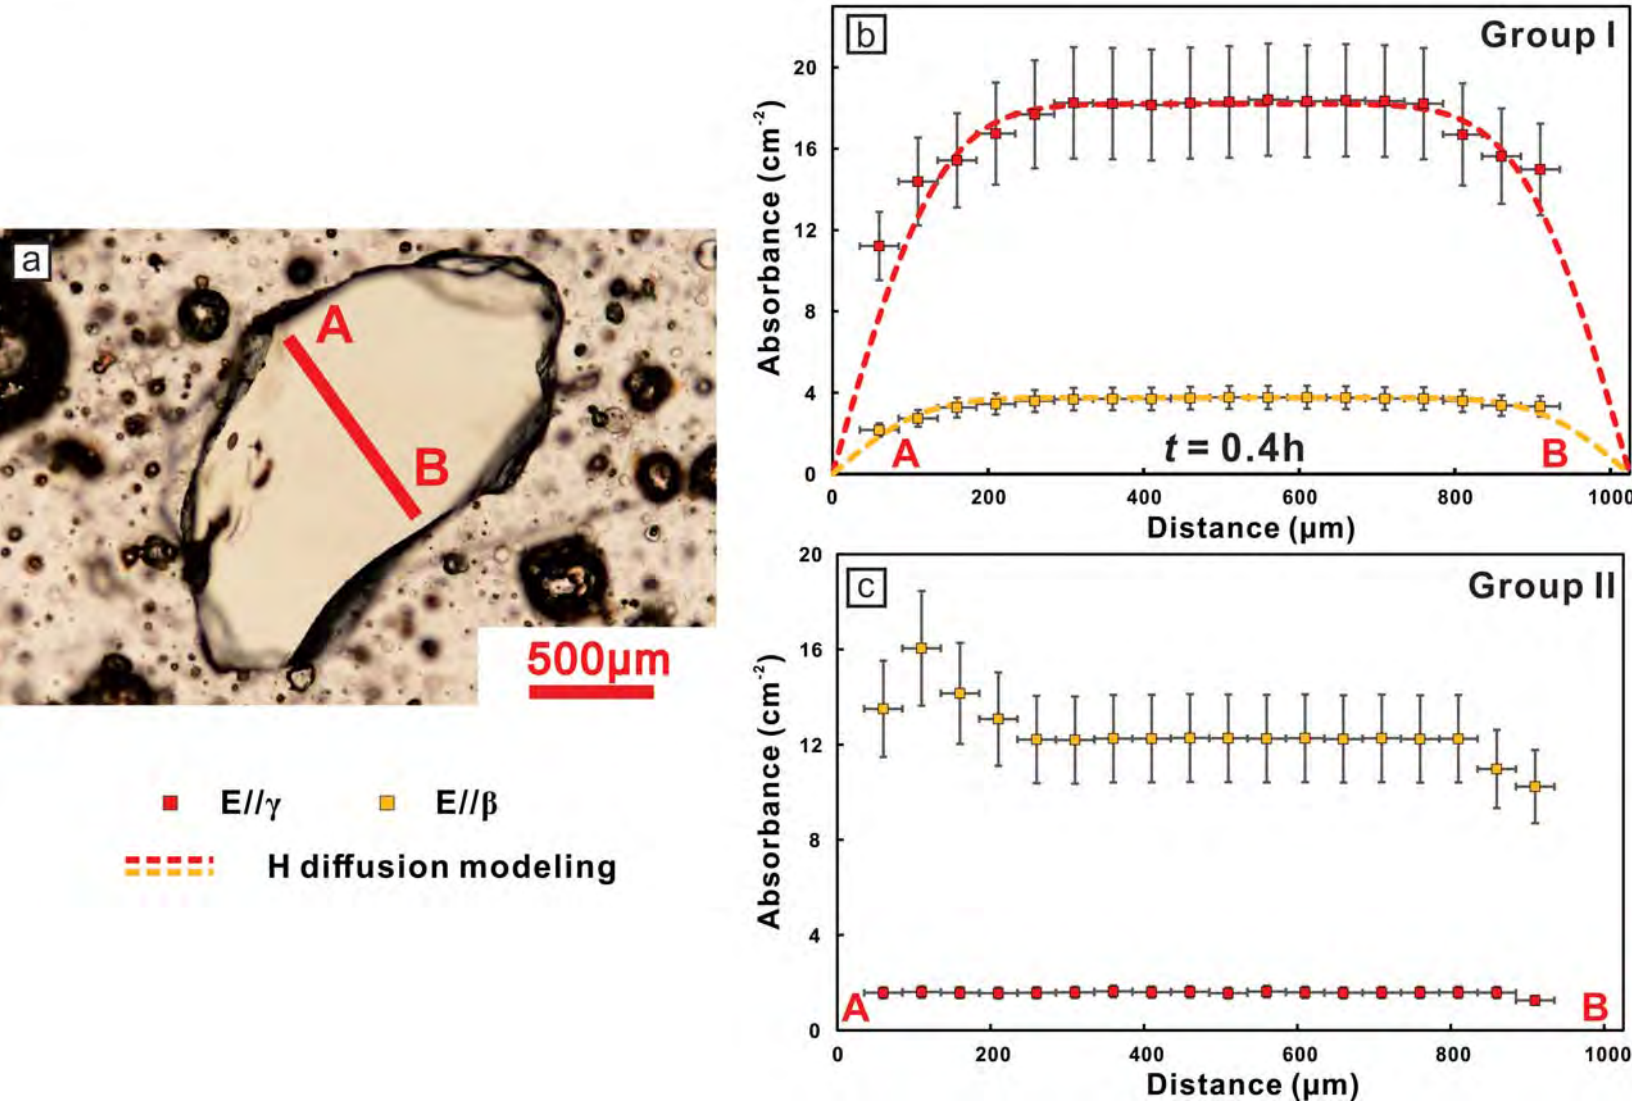 a
A
B
500μm
E//γ
E//β
H diffusion modeling
b
Group I
Absorbance (cm⁻²)
20
16
12
8
4
0
A
t = 0.4h
B
0 200 400 600 800 1000
Distance (μm)
c
Group II
Absorbance (cm⁻²)
20
16
12
8
4
0
A
B
0 200 400 600 800 1000
Distance (μm)